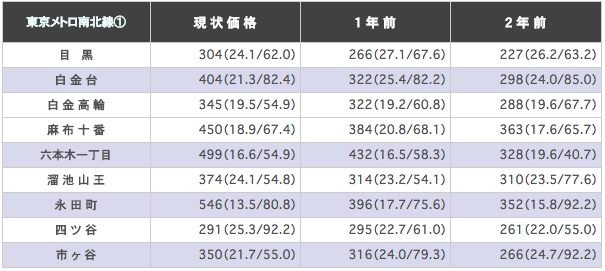 東京メトロ南北線① 現状価格 1年前 2年前
目黒 304(24.1/62.0) 266(27.1/67.6) 227(26.2/63.2)
白金台 404(21.3/82.4) 322(25.4/82.2) 298(24.0/85.0)
白金高輪 345(19.5/54.9) 322(19.2/60.8) 288(19.6/67.7)
麻布十番 450(18.9/67.4) 384(20.8/68.1) 363(17.6/65.7)
六本木一丁目 499(16.6/54.9) 432(16.5/58.3) 328(19.6/40.7)
溜池山王 374(24.1/54.8) 314(23.2/54.1) 310(23.5/77.6)
永田町 546(13.5/80.8) 396(17.7/75.6) 352(15.8/92.2)
四ツ谷 291(25.3/92.2) 295(22.7/61.0) 261(22.0/55.0)
市ヶ谷 350(21.7/55.0) 316(24.0/79.3) 266(24.7/92.2)